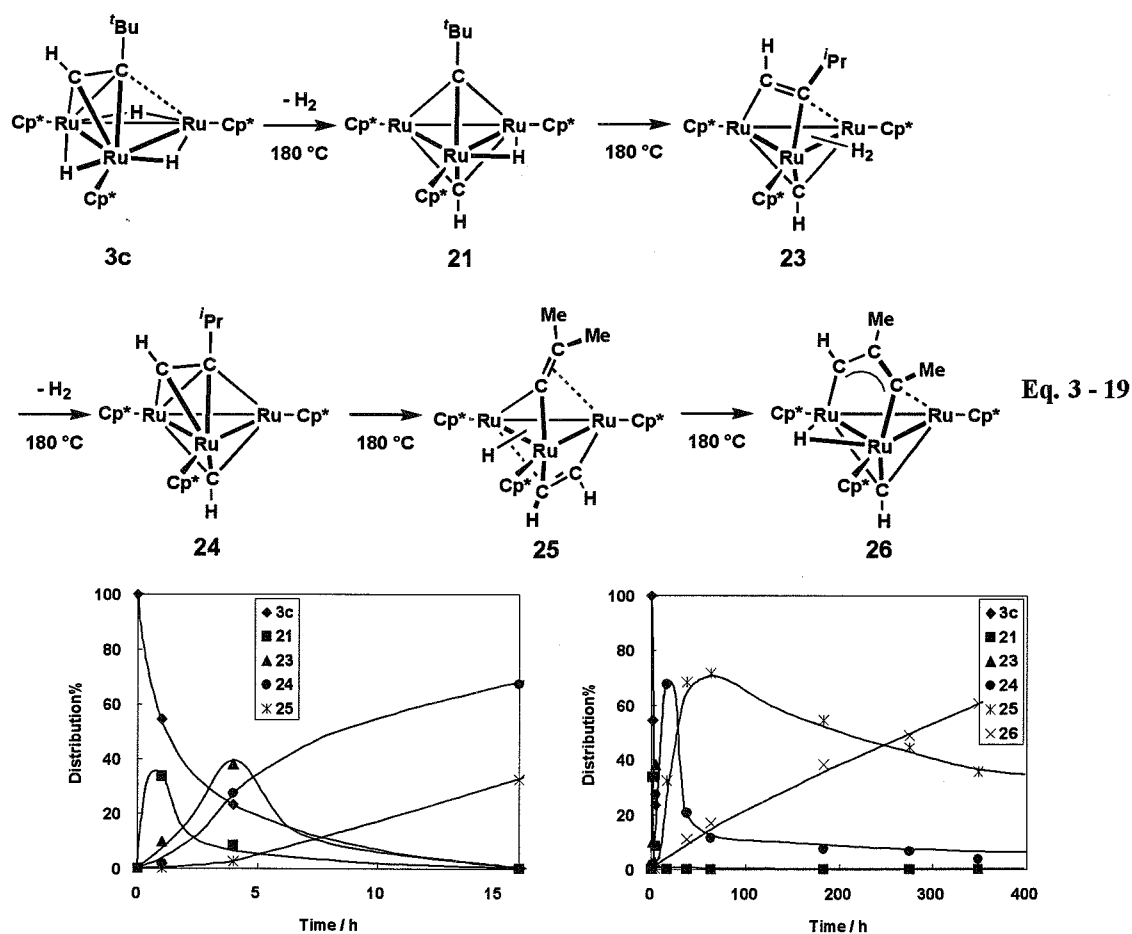 tBu
H
C
C
H
Cp* Ru Ru Cp*
H Ru H
Cp*
3c
- H2
180 °C
tBu
C
Cp* Ru Ru Cp*
Ru H
Cp* C
H
21
180 °C
H
iPr
C C
Cp* Ru Ru Cp*
Ru H2
Cp* C
H
23
- H2
180 °C
iPr
H
C C
Cp* Ru Ru Cp*
Ru
Cp* C
H
24
180 °C
Me
C Me
C
Cp* Ru Ru Cp*
H Ru
Cp* C C
H H
25
180 °C
Me
H C
C C Me
Cp* Ru Ru Cp*
H Ru
Cp* C
H
26
Eq. 3 - 19
Distribution%
100
80
60
40
20
0
0 5 10 15
Time / h
3c
21
23
24
25
Distribution%
100
80
60
40
20
0
0 100 200 300 400
Time / h
3c
21
23
24
25
26